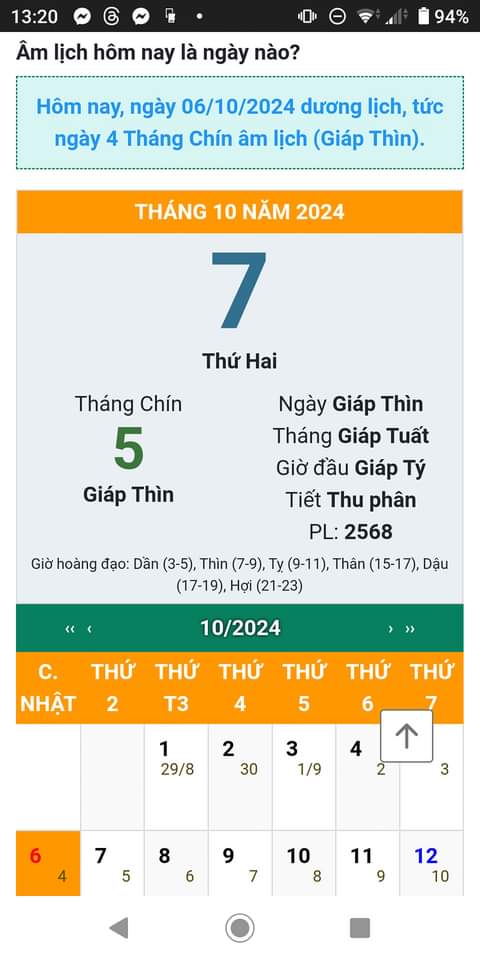 13:20
94%
Âm lịch hôm nay là ngày nào?
Hôm nay, ngày 06/10/2024 dương lịch, tức
ngày 4 Tháng Chín âm lịch (Giáp Thìn).
THÁNG 10 NĂM 2024
7
Thứ Hai
Tháng Chín
5
Giáp Thìn
Ngày Giáp Thìn
Tháng Giáp Tuất
Giờ đầu Giáp Tý
Tiết Thu phân
PL: 2568
Giờ hoàng đạo: Dần (3-5), Thìn (7-9), Tỵ (9-11), Thân (15-17), Dậu
(17-19), Hợi (21-23)
‹‹ ‹ 10/2024 › ››
C. THỨ THỨ THỨ THỨ THỨ THỨ
NHẬT 2 T3 4 5 6 7
1 2 3 4
29/8 30 1/9 2 3
6 7 8 9 10 11 12
4 5 6 7 8 9 10